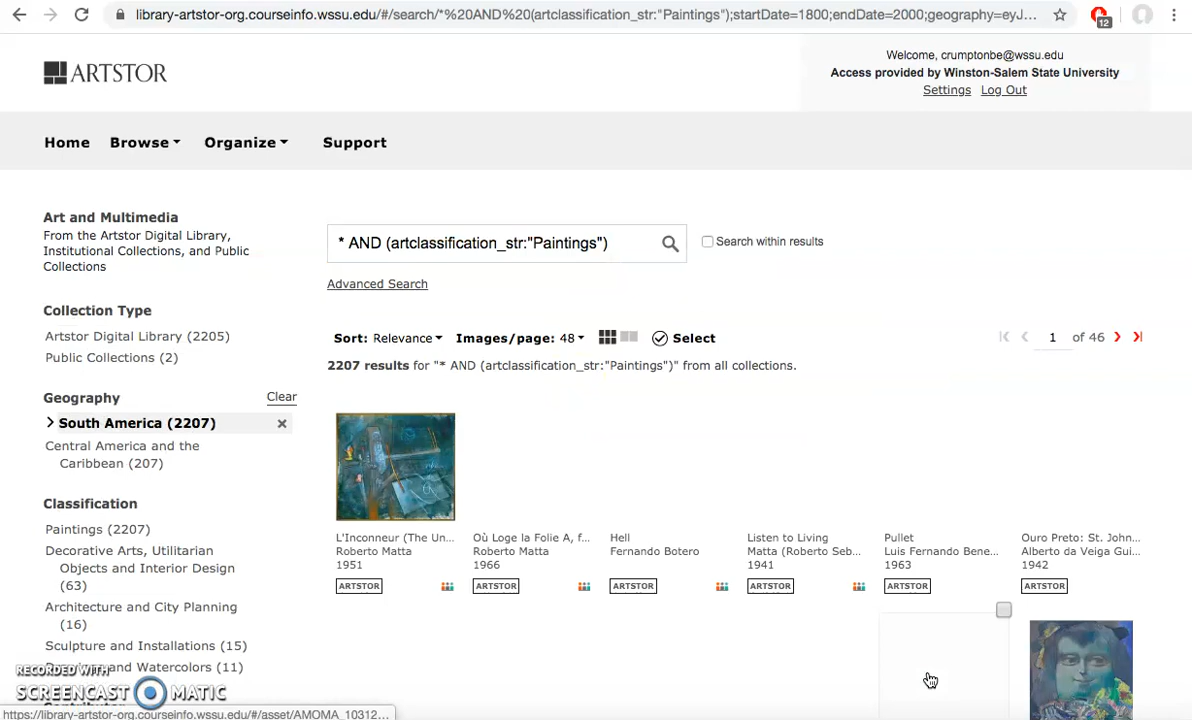 library-artstor-org.courseinfo.wssu.edu/#/search/*%20AND%20(artclassification_str:"Paintings");startDate=1800;endDate=2000;geography=eyJ...
12
ARTSTOR
Welcome, crumptonbe@wssu.edu
Access provided by Winston-Salem State University
Settings Log Out
Home Browse Organize Support
Art and Multimedia
From the Artstor Digital Library,
Institutional Collections, and Public
Collections
* AND (artclassification_str:"Paintings")
Search within results
Advanced Search
Collection Type
Artstor Digital Library (2205)
Public Collections (2)
Sort: Relevance Images/page: 48 Select
1 of 46
2207 results for "* AND (artclassification_str:"Paintings")" from all collections.
Geography Clear
South America (2207) ×
Central America and the
Caribbean (207)
Classification
Paintings (2207)
Decorative Arts, Utilitarian
Objects and Interior Design
(63)
Architecture and City Planning
(16)
Sculpture and Installations (15)
and Watercolors (11)
L'Inconneur (The Un...
Roberto Matta
1951
ARTSTOR
Où Loge la Folie A, f...
Roberto Matta
1966
ARTSTOR
Hell
Fernando Botero
ARTSTOR
Listen to Living
Matta (Roberto Seb...
1941
ARTSTOR
Pullet
Luis Fernando Bene...
1963
ARTSTOR
Ouro Preto: St. John...
Alberto da Veiga Gui...
1942
ARTSTOR
RECORDED WITH
SCREENCAST MATIC
https://library-artstor-org.courseinfo.wssu.edu/#/asset/AMOMA_10312...